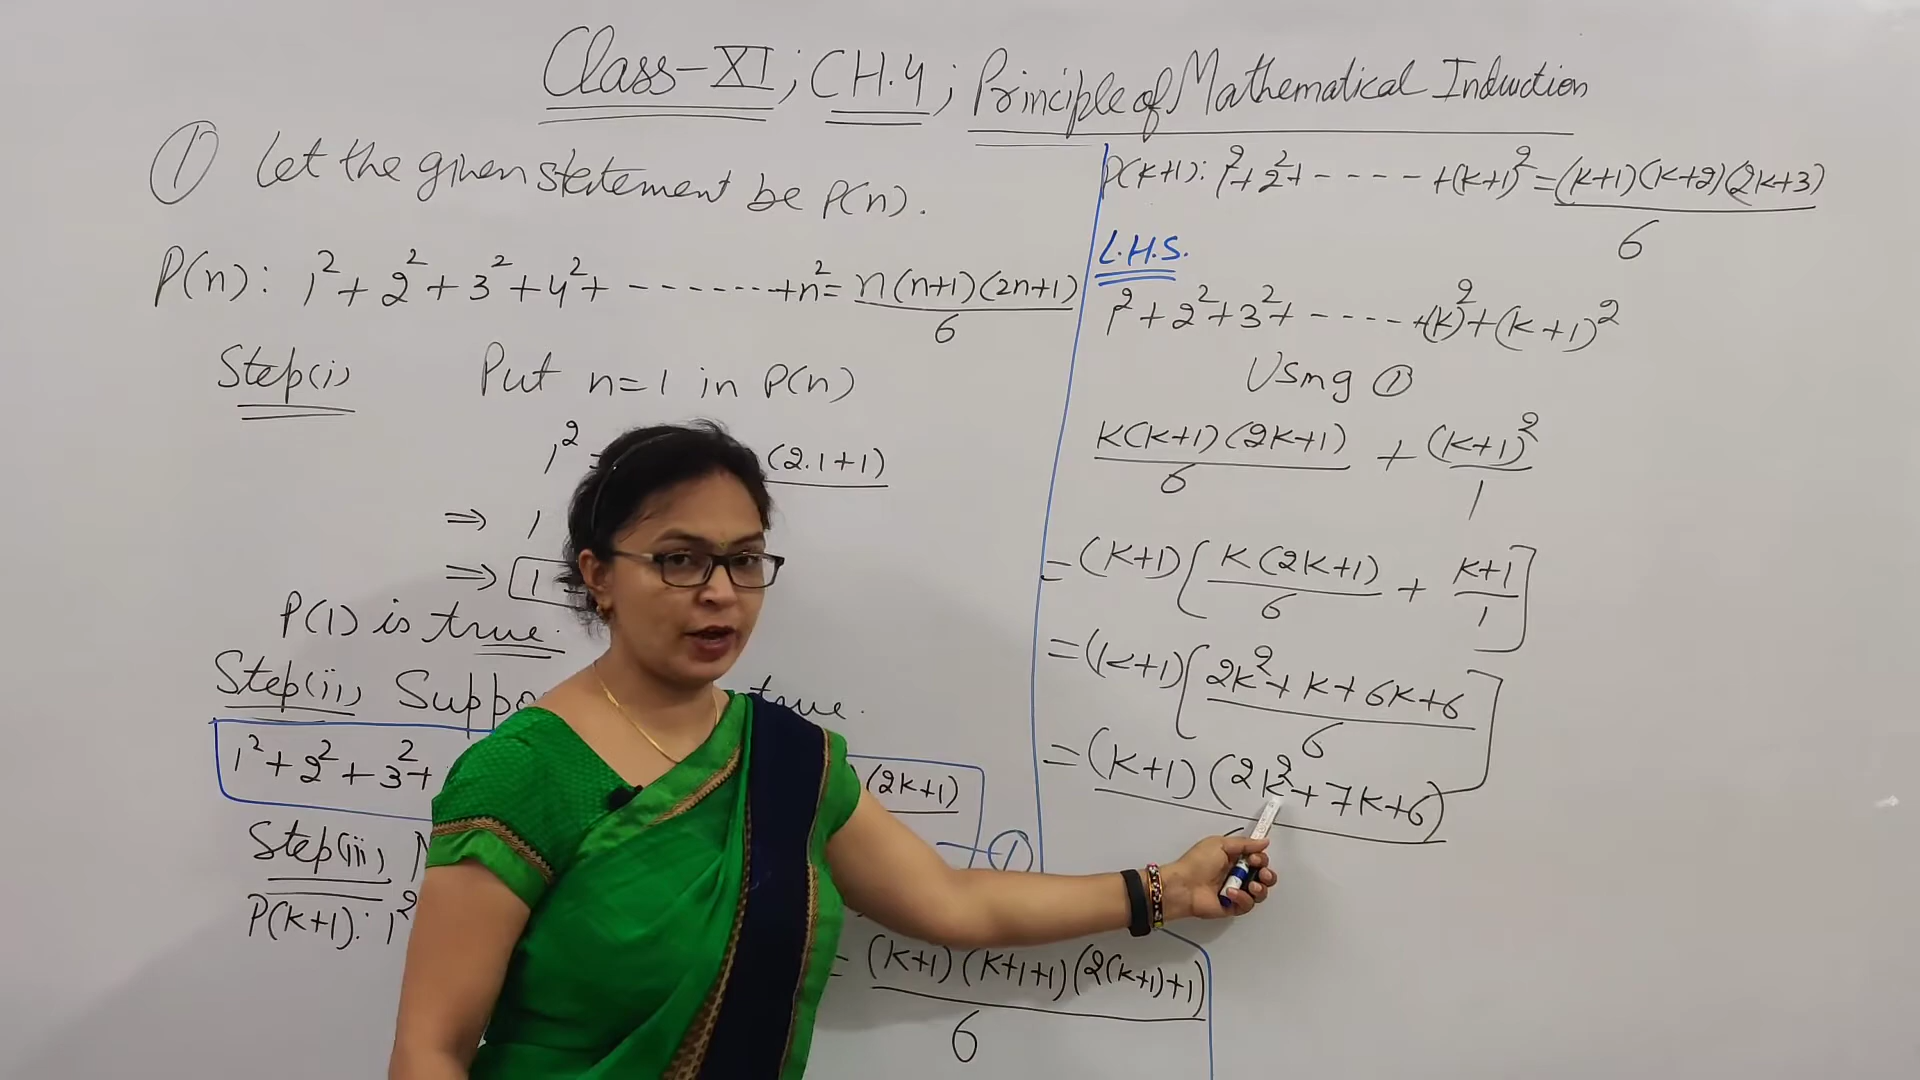 Class-XI; CH.4; Principle of Mathematical Induction
① Let the given statement be P(n).
P(n): 1² + 2² + 3² + 4² + ------- + n² = n(n+1)(2n+1)
6
Step(i) Put n=1 in P(n)
1² (2.1+1)
⇒ 1
⇒ 1
P(1) is true.
Step(ii) true.
1² + 2² + 3² + (2k+1)
6
Step(iii) ①
P(k+1): 1²
= (k+1)(k+1+1)(2(k+1)+1)
6
P(k+1): 1² + 2² + ---- + (k+1)² = (k+1)(k+2)(2k+3)
6
L.H.S.
1² + 2² + 3² + ---- + (k)² + (k+1)²
Using ①
k(k+1)(2k+1) + (k+1)²
6 1
= (k+1) [ k(2k+1) + k+1 ]
6 1
= (k+1) [ 2k² + k + 6k + 6 ]
6
= (k+1) (2k² + 7k + 6)